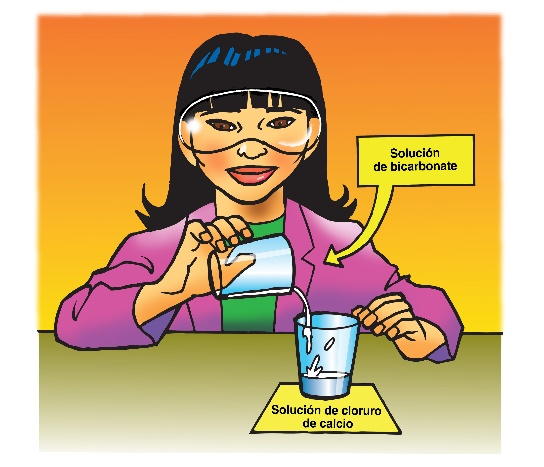 Solución
de bicarbonate
Solución de cloruro
de calcio